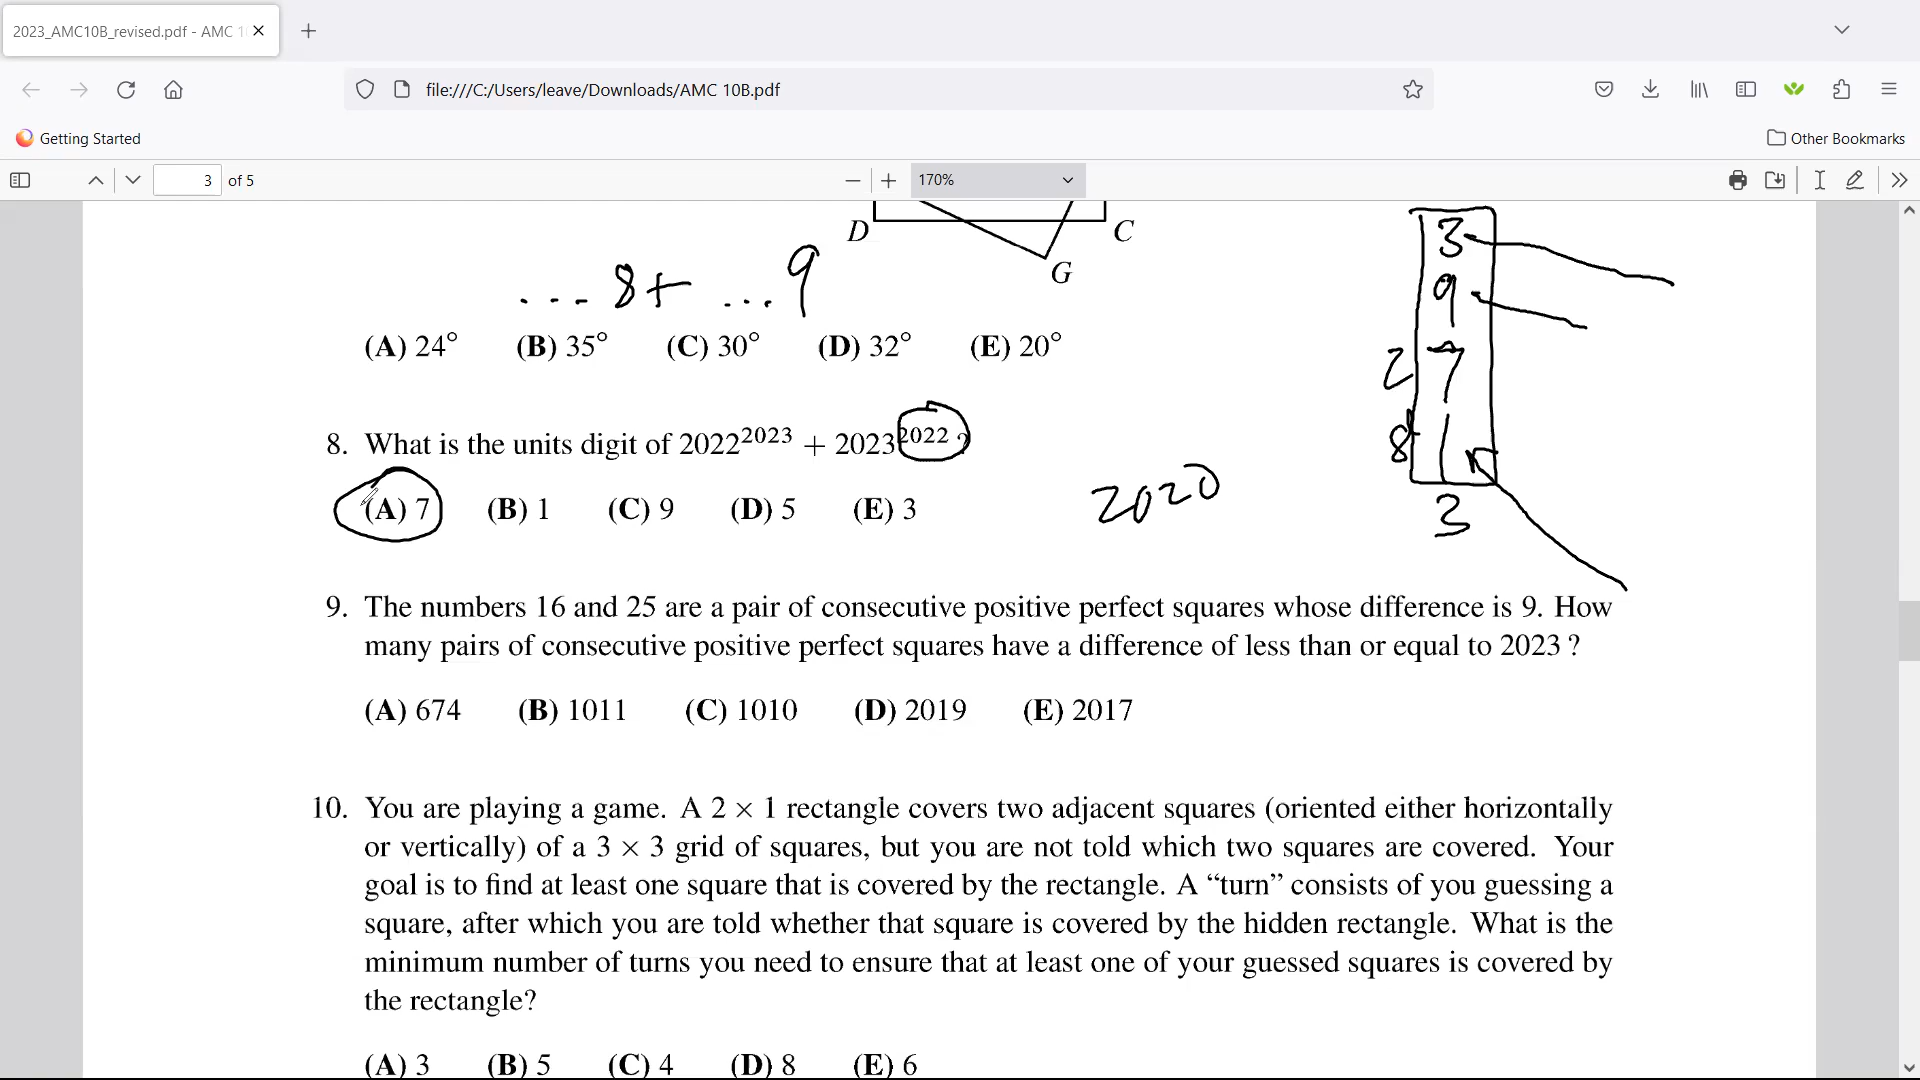 2023_AMC10B_revised.pdf - AMC 1
file:///C:/Users/leave/Downloads/AMC 10B.pdf
Getting Started
Other Bookmarks
3 of 5
170%
D C
G
... 8+ ... 9
3
9
2 7
8 1
3
(A) 24° (B) 35° (C) 30° (D) 32° (E) 20°
8. What is the units digit of 2022²⁰²³ + 2023²⁰²² ?
(A) 7 (B) 1 (C) 9 (D) 5 (E) 3
2020
9. The numbers 16 and 25 are a pair of consecutive positive perfect squares whose difference is 9. How
many pairs of consecutive positive perfect squares have a difference of less than or equal to 2023 ?
(A) 674 (B) 1011 (C) 1010 (D) 2019 (E) 2017
10. You are playing a game. A 2 × 1 rectangle covers two adjacent squares (oriented either horizontally
or vertically) of a 3 × 3 grid of squares, but you are not told which two squares are covered. Your
goal is to find at least one square that is covered by the rectangle. A “turn” consists of you guessing a
square, after which you are told whether that square is covered by the hidden rectangle. What is the
minimum number of turns you need to ensure that at least one of your guessed squares is covered by
the rectangle?
(A) 3 (B) 5 (C) 4 (D) 8 (E) 6